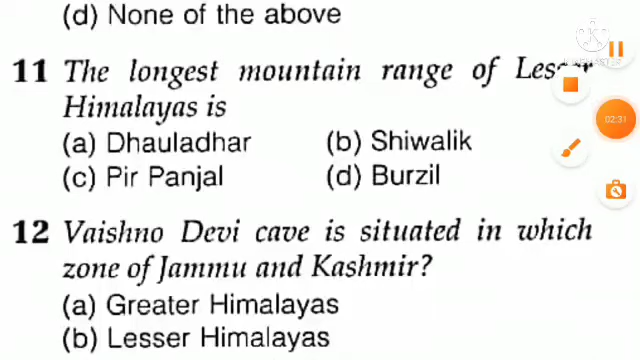 (d) None of the above
11 The longest mountain range of Lesser
Himalayas is
(a) Dhauladhar (b) Shiwalik
(c) Pir Panjal (d) Burzil
02:31
12 Vaishno Devi cave is situated in which
zone of Jammu and Kashmir?
(a) Greater Himalayas
(b) Lesser Himalayas